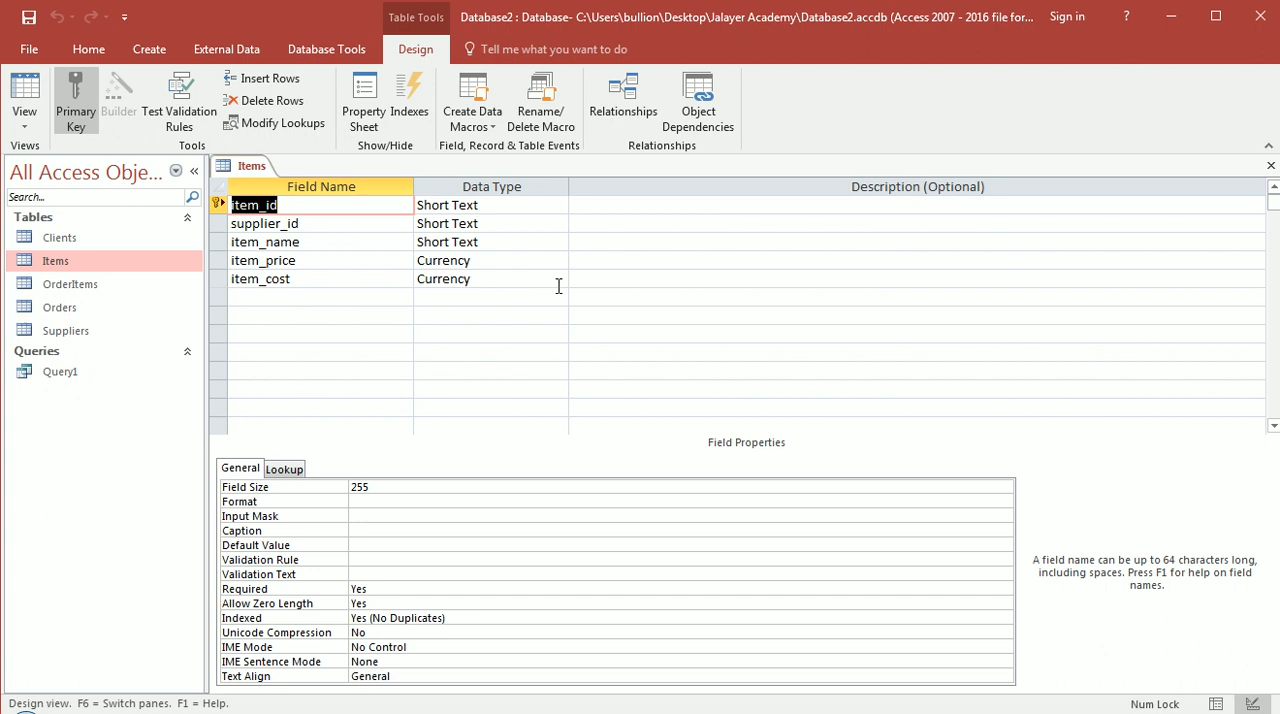 Table Tools
Database2 : Database- C:\Users\bullion\Desktop\Jalayer Academy\Database2.accdb (Access 2007 - 2016 file for...
Sign in
?
File Home Create External Data Database Tools Design Tell me what you want to do
View
Primary Key
Builder
Test Validation Rules
Insert Rows
Delete Rows
Modify Lookups
Property Sheet
Indexes
Create Data Macros
Rename/ Delete Macro
Relationships
Object Dependencies
Views Tools Show/Hide Field, Record & Table Events Relationships
All Access Obje...
Search...
Tables
Clients
Items
OrderItems
Orders
Suppliers
Queries
Query1
Items
Field Name Data Type Description (Optional)
item_id Short Text
supplier_id Short Text
item_name Short Text
item_price Currency
item_cost Currency
Field Properties
General Lookup
Field Size 255
Format
Input Mask
Caption
Default Value
Validation Rule
Validation Text
Required Yes
Allow Zero Length Yes
Indexed Yes (No Duplicates)
Unicode Compression No
IME Mode No Control
IME Sentence Mode None
Text Align General
A field name can be up to 64 characters long,
including spaces. Press F1 for help on field
names.
Design view. F6 = Switch panes. F1 = Help.
Num Lock